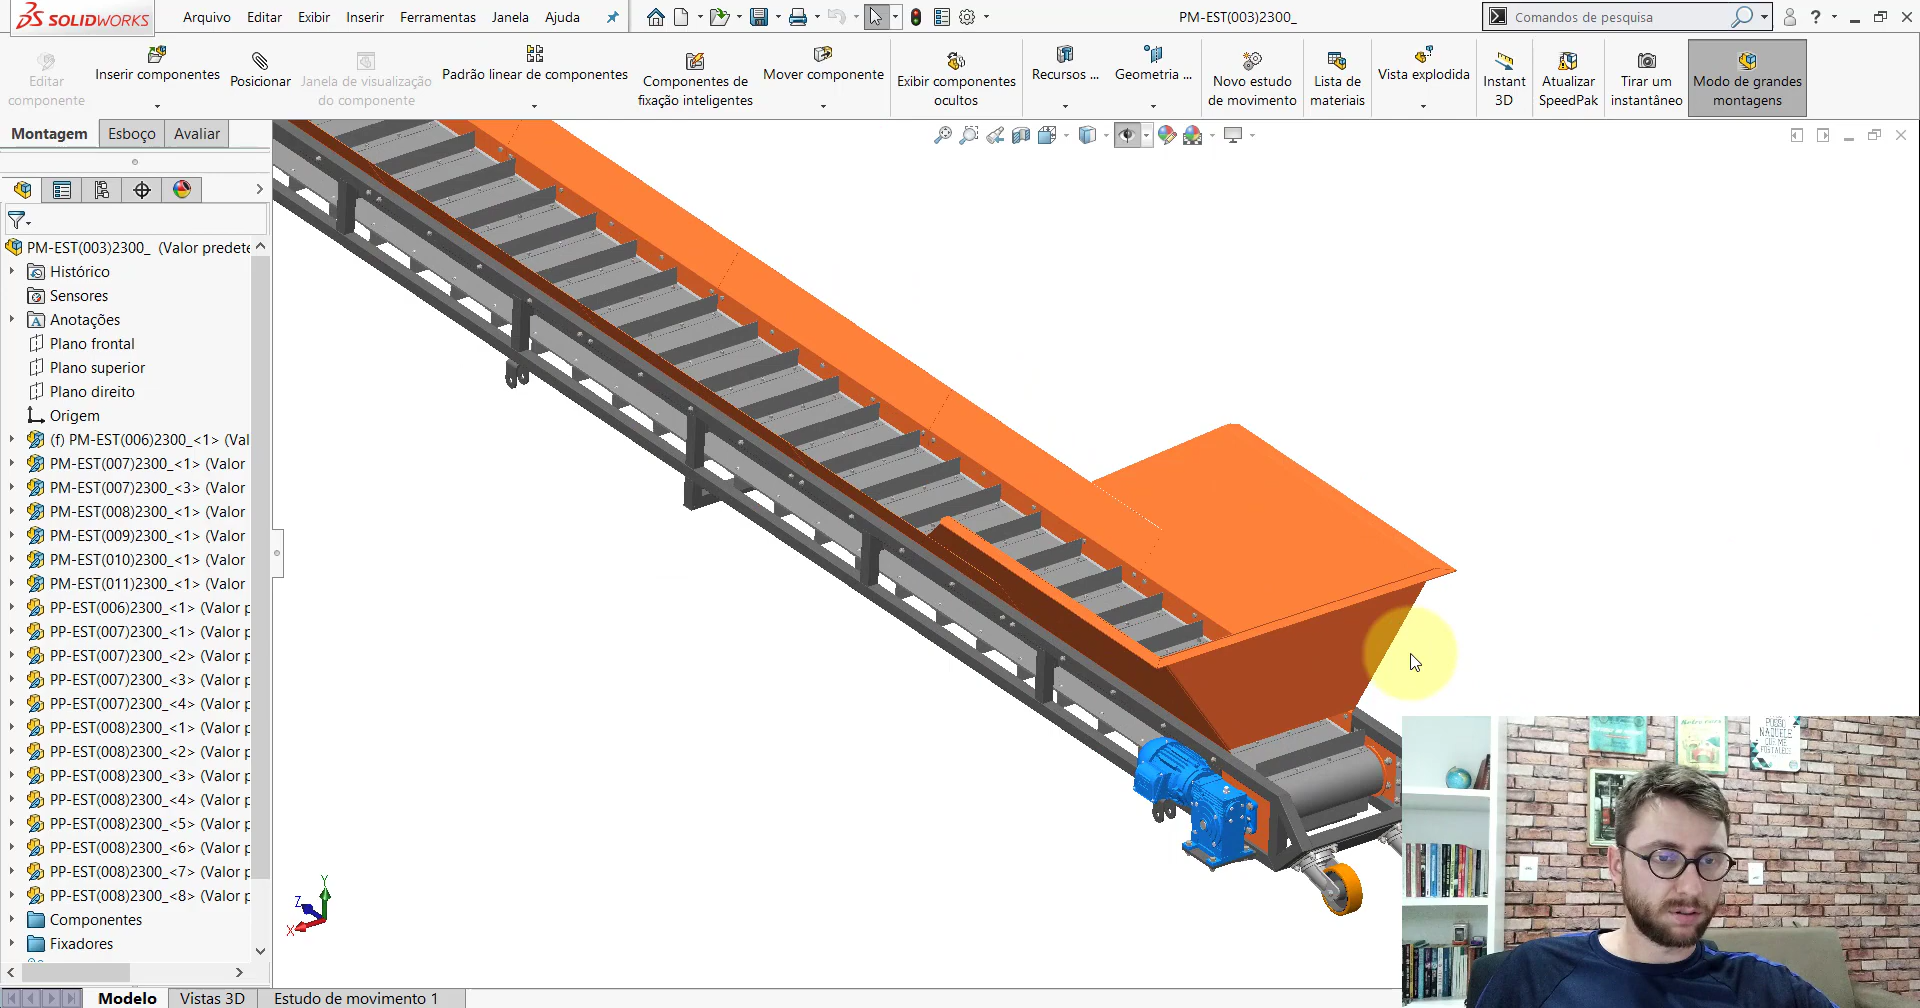 SOLIDWORKS
Arquivo
Editar
Exibir
Inserir
Ferramentas
Janela
Ajuda
PM-EST(003)2300_
Comandos de pesquisa
Editar
componente
Inserir componentes
Posicionar
Janela de visualização
do componente
Padrão linear de componentes
Componentes de
fixação inteligentes
Mover componente
Exibir componentes
ocultos
Recursos ...
Geometria ...
Novo estudo
de movimento
Lista de
materiais
Vista explodida
Instant
3D
Atualizar
SpeedPak
Tirar um
instantâneo
Modo de grandes
montagens
Montagem
Esboço
Avaliar
PM-EST(003)2300_ (Valor predete
Histórico
Sensores
Anotações
Plano frontal
Plano superior
Plano direito
Origem
(f) PM-EST(006)2300_<1> (Val
PM-EST(007)2300_<1> (Valor
PM-EST(007)2300_<3> (Valor
PM-EST(008)2300_<1> (Valor
PM-EST(009)2300_<1> (Valor
PM-EST(010)2300_<1> (Valor
PM-EST(011)2300_<1> (Valor
PP-EST(006)2300_<1> (Valor p
PP-EST(007)2300_<1> (Valor p
PP-EST(007)2300_<2> (Valor p
PP-EST(007)2300_<3> (Valor p
PP-EST(007)2300_<4> (Valor p
PP-EST(008)2300_<1> (Valor p
PP-EST(008)2300_<2> (Valor p
PP-EST(008)2300_<3> (Valor p
PP-EST(008)2300_<4> (Valor p
PP-EST(008)2300_<5> (Valor p
PP-EST(008)2300_<6> (Valor p
PP-EST(008)2300_<7> (Valor p
PP-EST(008)2300_<8> (Valor p
Componentes
Fixadores
Y
Z
X
Modelo
Vistas 3D
Estudo de movimento 1